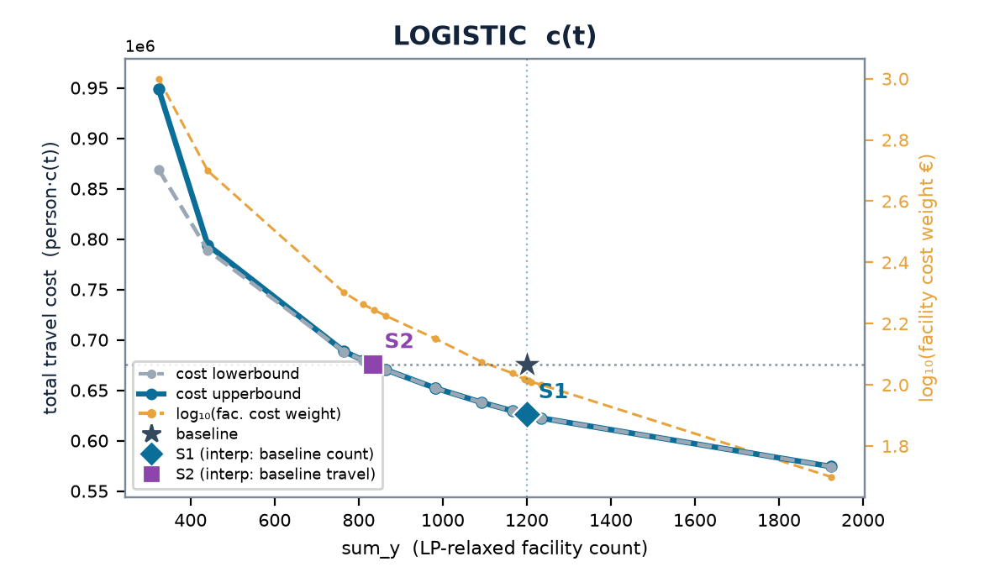 LOGISTIC  c(t)
1e6
0.95
0.90
0.85
0.80
0.75
0.70
0.65
0.60
0.55
total travel cost  (person·c(t))
3.0
2.8
2.6
2.4
2.2
2.0
1.8
log₁₀(facility cost weight €)
S2
S1
cost lowerbound
cost upperbound
log₁₀(fac. cost weight)
baseline
S1 (interp: baseline count)
S2 (interp: baseline travel)
400 600 800 1000 1200 1400 1600 1800 2000
sum_y  (LP-relaxed facility count)